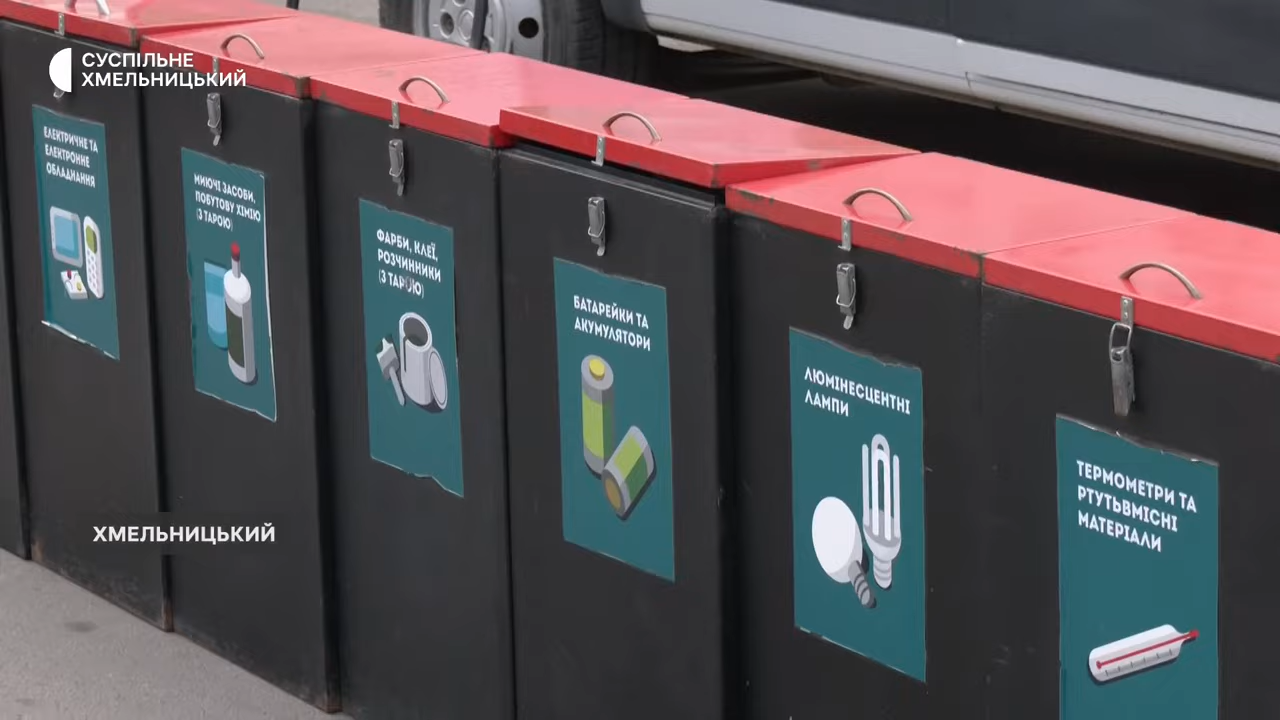 СУСПІЛЬНЕ
ХМЕЛЬНИЦЬКИЙ
ЕЛЕКТРИЧНЕ ТА
ЕЛЕКТРОННЕ
ОБЛАДНАННЯ
МИЮЧІ ЗАСОБИ,
ПОБУТОВУ ХІМІЮ
(З ТАРОЮ)
ФАРБИ, КЛЕЇ,
РОЗЧИННИКИ
(З ТАРОЮ)
БАТАРЕЙКИ ТА
АКУМУЛЯТОРИ
ЛЮМІНЕСЦЕНТНІ
ЛАМПИ
ТЕРМОМЕТРИ ТА
РТУТЬВМІСНІ
МАТЕРІАЛИ
ХМЕЛЬНИЦЬКИЙ